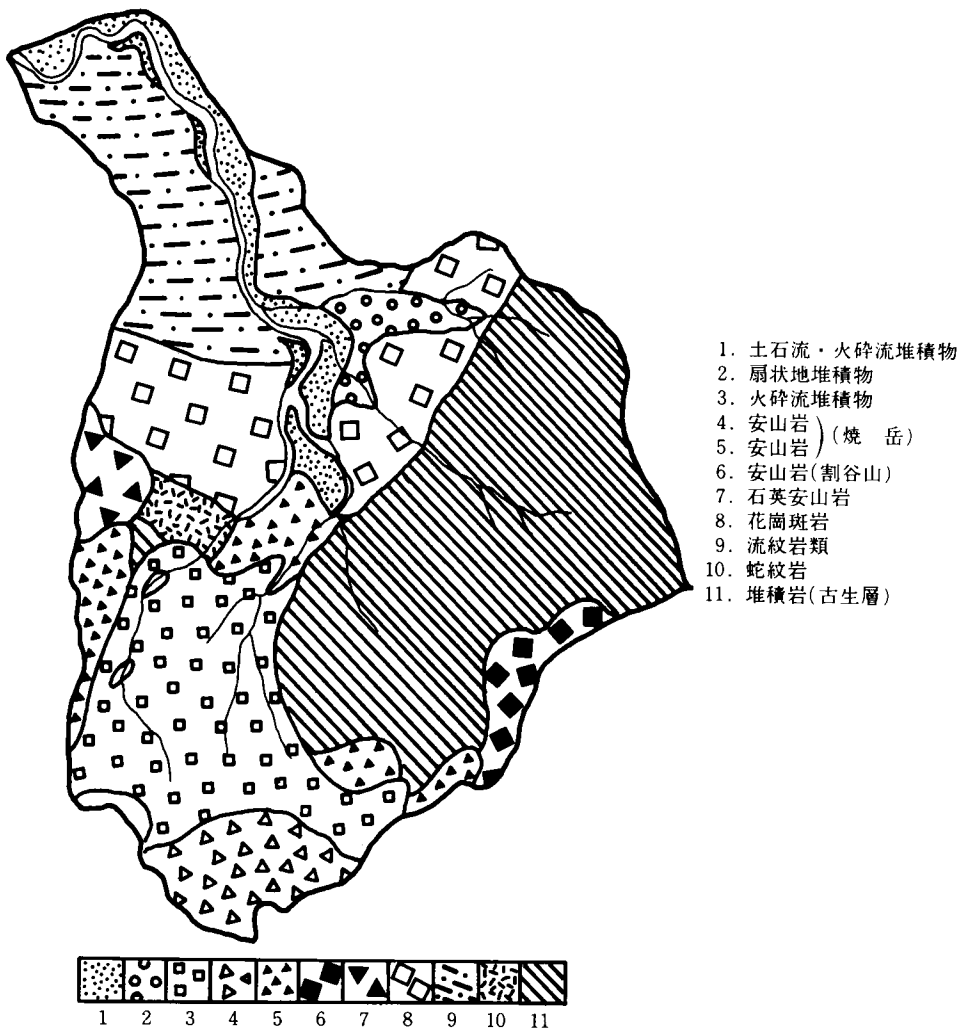 1. 土石流・火砕流堆積物
2. 扇状地堆積物
3. 火砕流堆積物
4. 安山岩
5. 安山岩
(焼 岳)
6. 安山岩(割谷山)
7. 石英安山岩
8. 花崗斑岩
9. 流紋岩類
10. 蛇紋岩
11. 堆積岩(古生層)
1 2 3 4 5 6 7 8 9 10 11